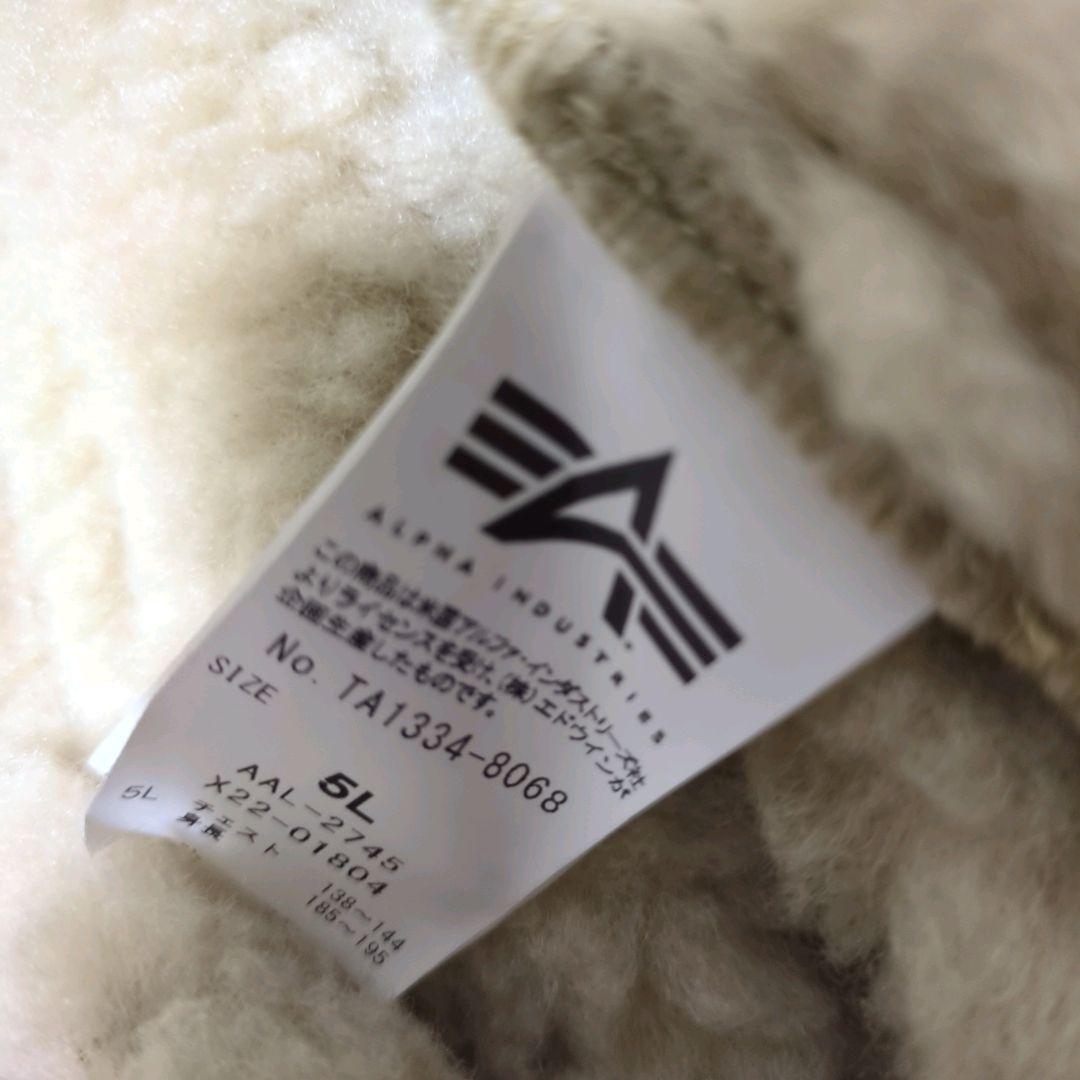 ALPHA INDUSTRIES
この商品は米国アルファ・インダストリーズ社
よりライセンスを受け、(株)エドウインが
企画生産したものです。
No. TA1334-8068
SIZE
5L
AAL-2745
X22-01804
5L チェスト 138〜144
身長 185〜195